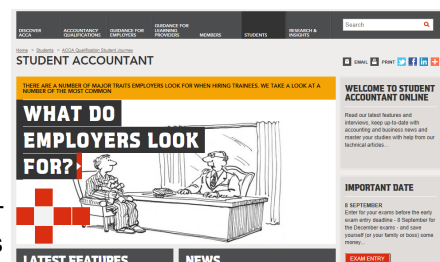 DISCOVER ACCA
ACCOUNTANCY QUALIFICATIONS
GUIDANCE FOR EMPLOYERS
GUIDANCE FOR LEARNING PROVIDERS
MEMBERS
STUDENTS
RESEARCH & INSIGHTS
Search
Home > Students > ACCA Qualification Student Journey
STUDENT ACCOUNTANT
EMAIL PRINT
THERE ARE A NUMBER OF MAJOR TRAITS EMPLOYERS LOOK FOR WHEN HIRING TRAINEES. WE TAKE A LOOK AT A
NUMBER OF THE MOST COMMON
WHAT DO
EMPLOYERS LOOK
FOR?
LATEST FEATURES
NEWS
WELCOME TO STUDENT
ACCOUNTANT ONLINE
Read our latest features and
interviews, keep up-to-date with
accounting and business news and
master your studies with help from our
technical articles...
IMPORTANT DATE
8 SEPTEMBER
Enter for your exams before the early
exam entry deadline - 8 September for
the December exams - and save
yourself (or your family or boss) some
money...
EXAM ENTRY